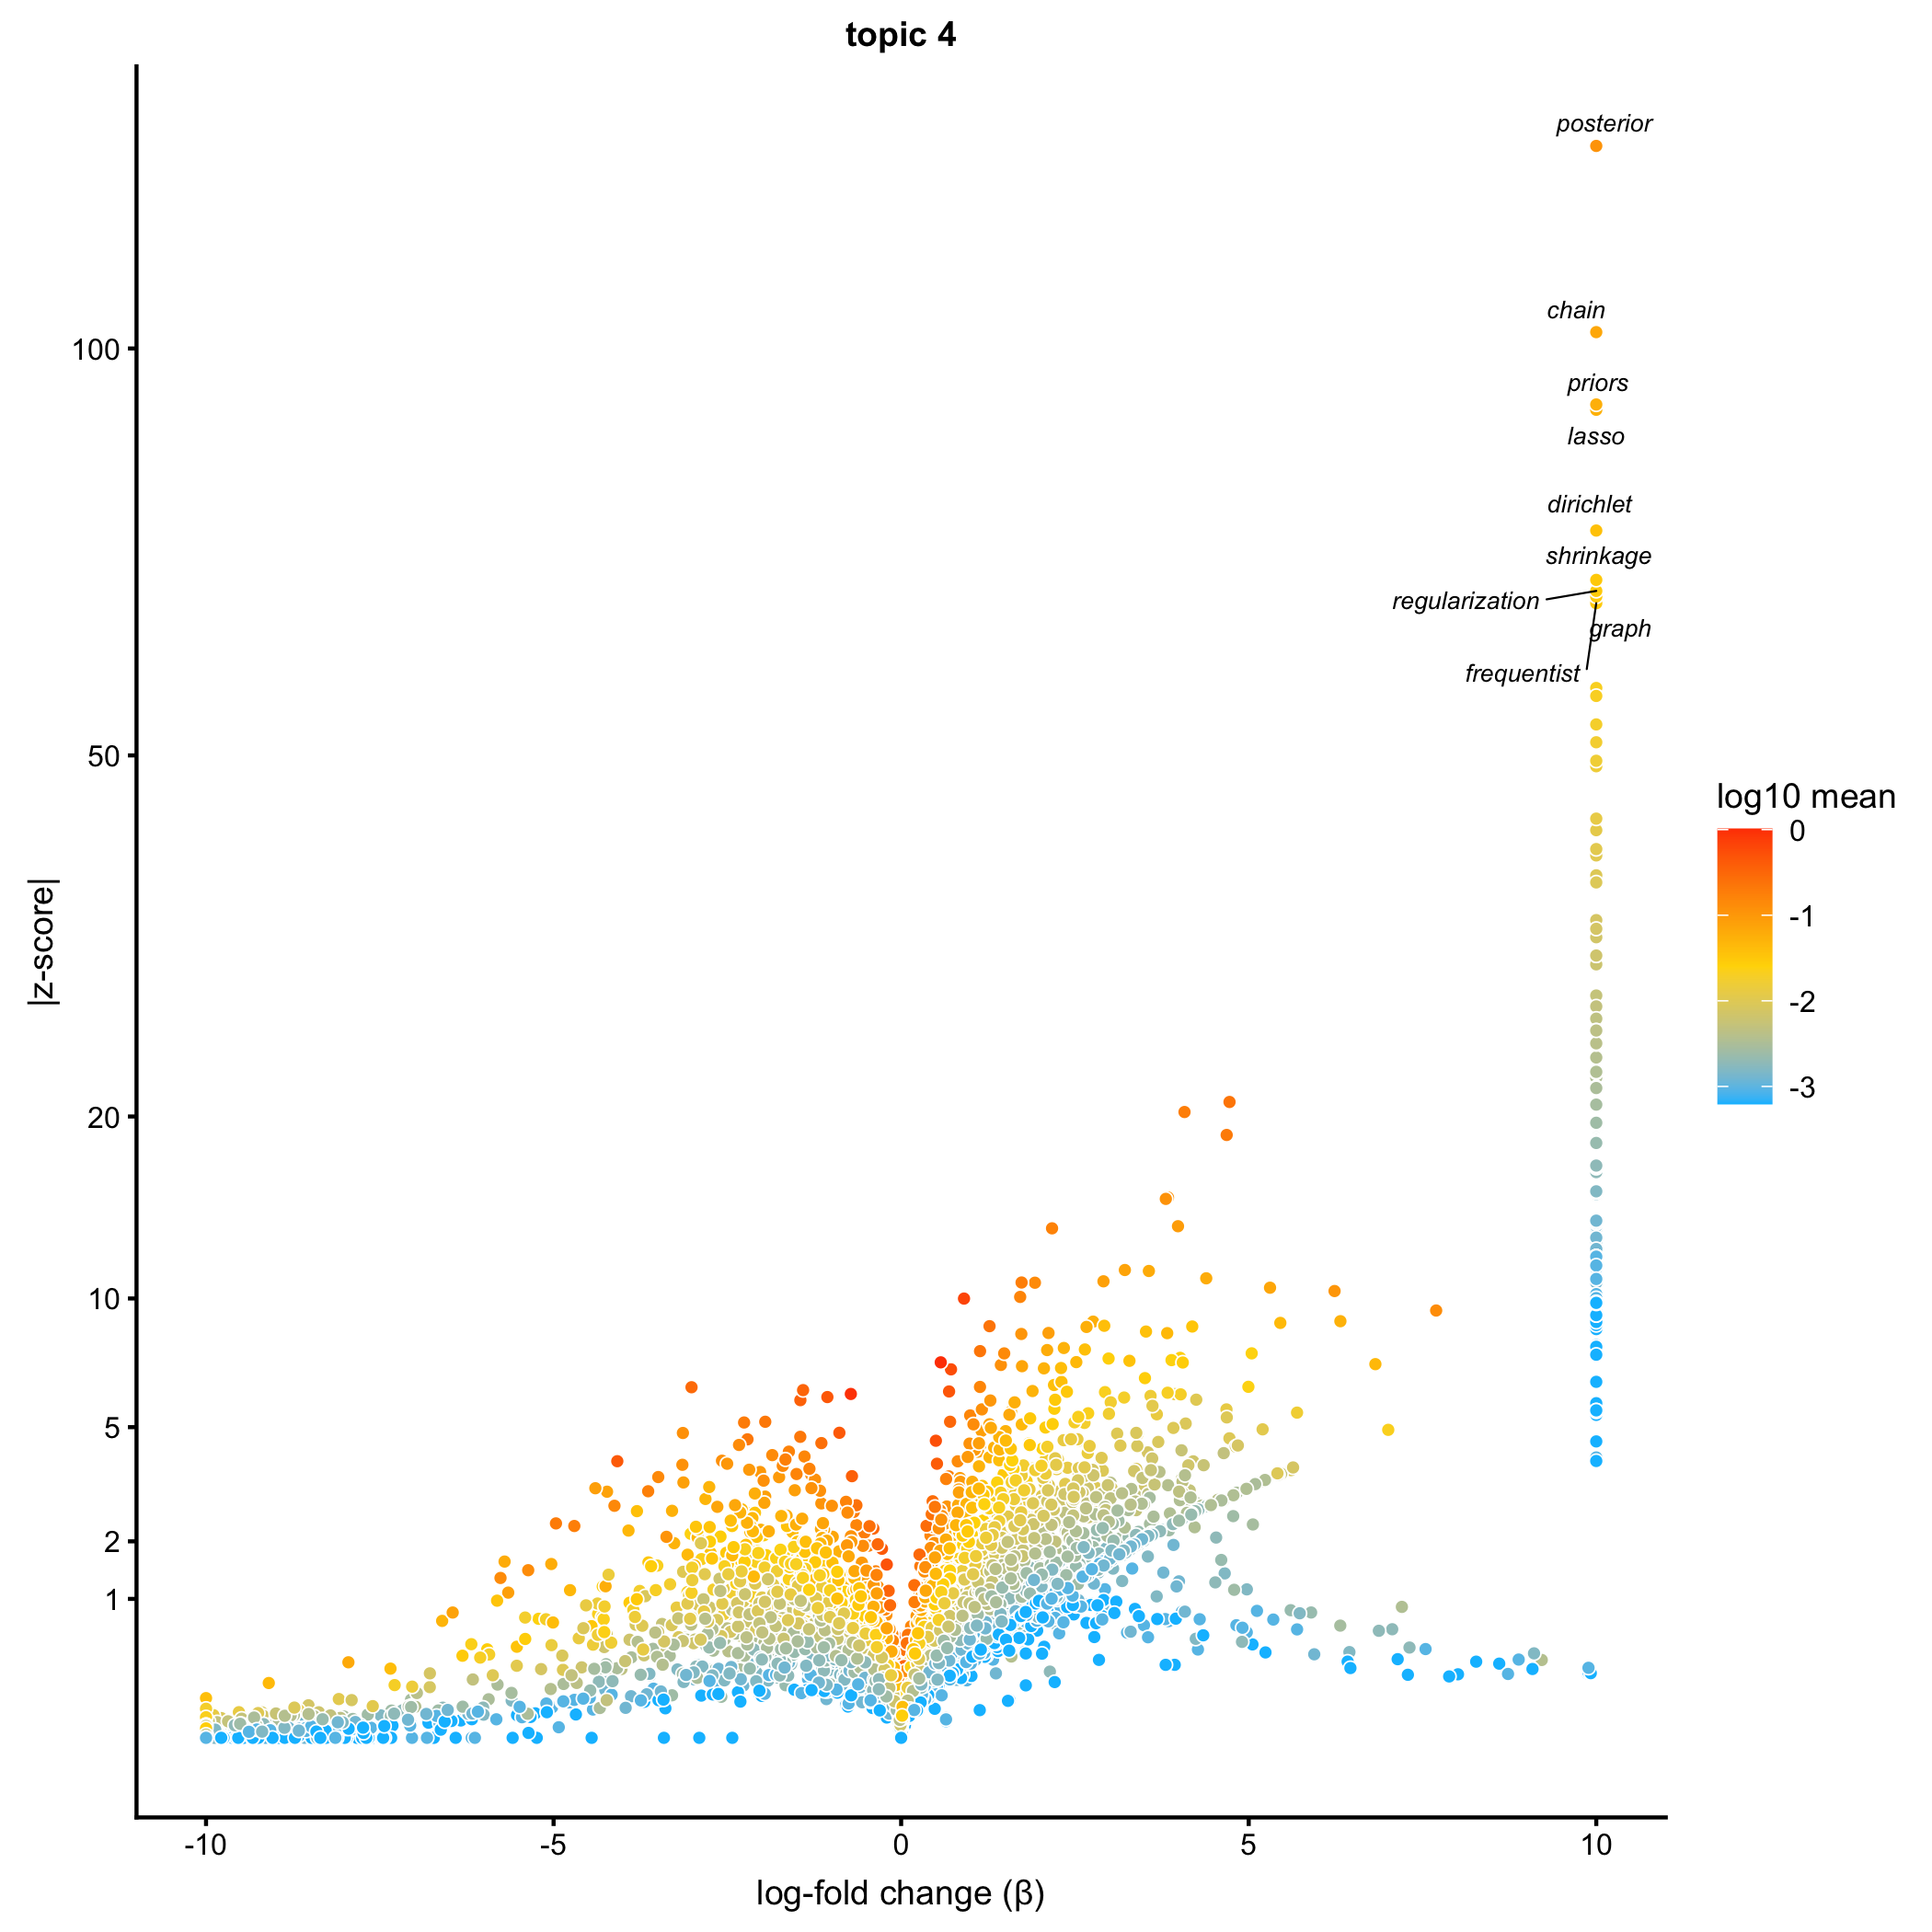 topic 4
posterior
chain
100
priors
lasso
dirichlet
shrinkage
regularization
graph
frequentist
50
log10 mean
0
-1
-2
-3
|z-score|
20
10
5
2
1
-10
-5
0
5
10
log-fold change (β)